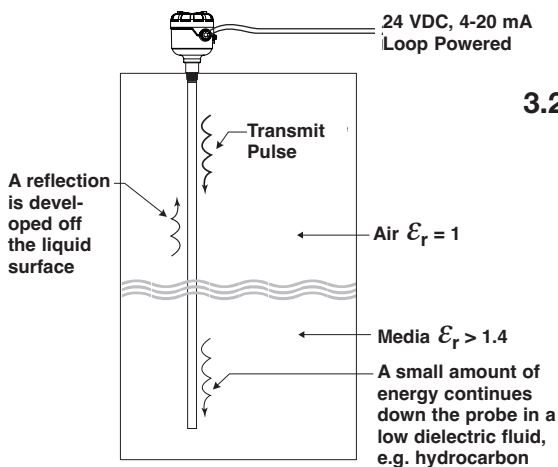 24 VDC, 4-20 mA
Loop Powered
3.2
Transmit
Pulse
A reflection
is devel-
oped off
the liquid
surface
Air εr = 1
Media εr > 1.4
A small amount of
energy continues
down the probe in a
low dielectric fluid,
e.g. hydrocarbon